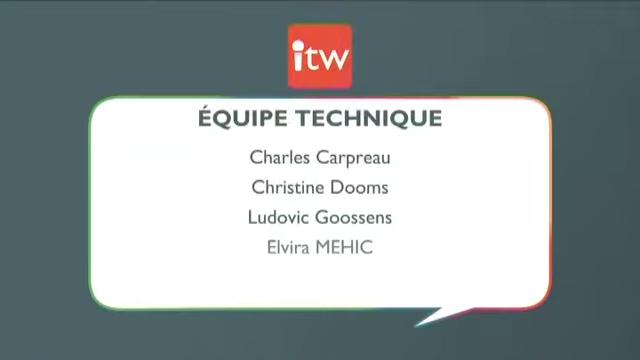 itw
ÉQUIPE TECHNIQUE
Charles Carpreau
Christine Dooms
Ludovic Goossens
Elvira MEHIC